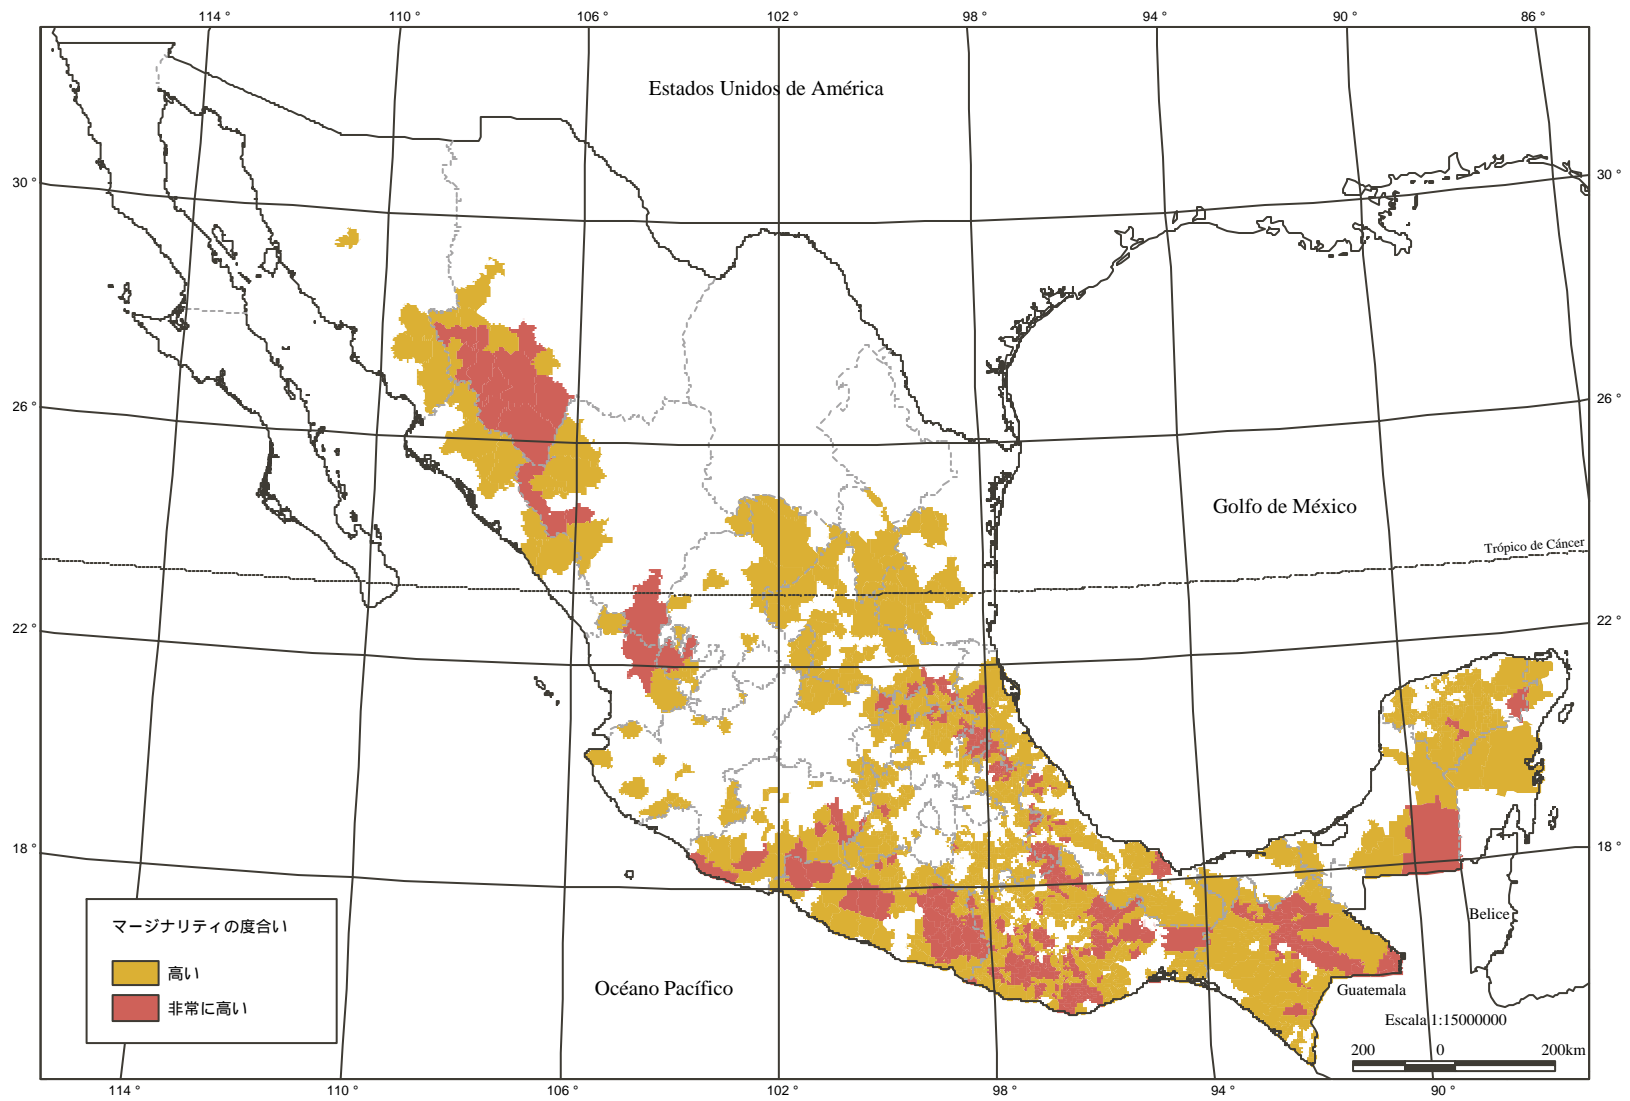 114 °
110 °
106 °
102 °
98 °
94 °
90 °
86 °
Estados Unidos de América
30 °
30 °
26 °
26 °
Golfo de México
Trópico de Cáncer
22 °
22 °
18 °
18 °
Belice
マージナリティの度合い
高い
非常に高い
Océano Pacífico
Guatemala
Escala 1:15000000
200 0 200km
114 °
110 °
106 °
102 °
98 °
94 °
90 °